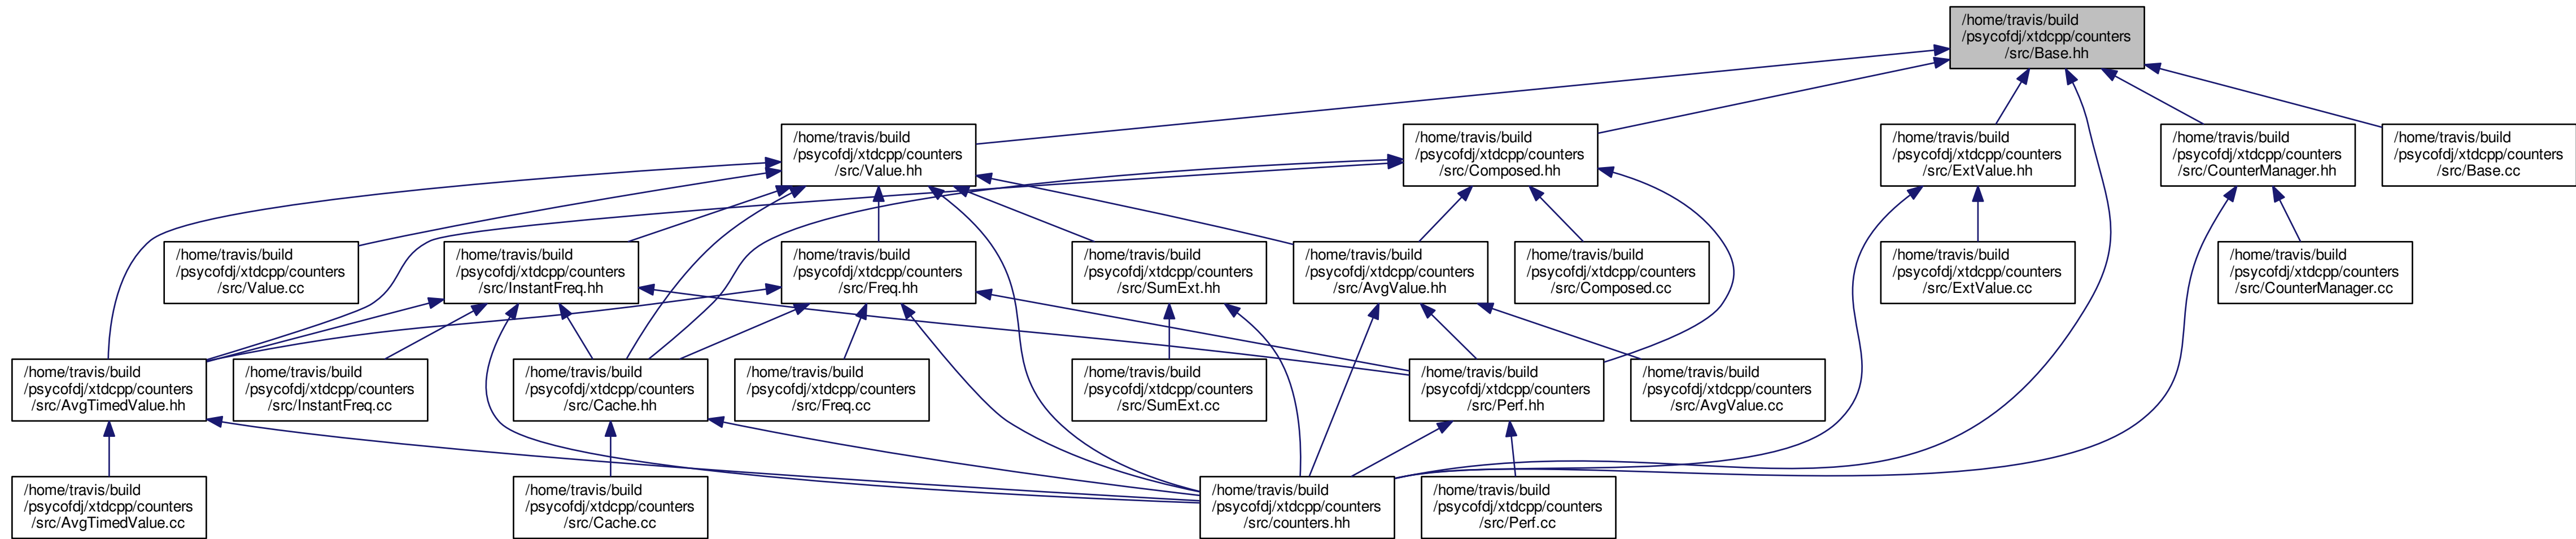 /home/travis/build
/psycofdj/xtdcpp/counters
/src/Base.hh
/home/travis/build
/psycofdj/xtdcpp/counters
/src/Value.hh
/home/travis/build
/psycofdj/xtdcpp/counters
/src/Composed.hh
/home/travis/build
/psycofdj/xtdcpp/counters
/src/ExtValue.hh
/home/travis/build
/psycofdj/xtdcpp/counters
/src/CounterManager.hh
/home/travis/build
/psycofdj/xtdcpp/counters
/src/Base.cc
/home/travis/build
/psycofdj/xtdcpp/counters
/src/Value.cc
/home/travis/build
/psycofdj/xtdcpp/counters
/src/InstantFreq.hh
/home/travis/build
/psycofdj/xtdcpp/counters
/src/Freq.hh
/home/travis/build
/psycofdj/xtdcpp/counters
/src/SumExt.hh
/home/travis/build
/psycofdj/xtdcpp/counters
/src/AvgValue.hh
/home/travis/build
/psycofdj/xtdcpp/counters
/src/Composed.cc
/home/travis/build
/psycofdj/xtdcpp/counters
/src/ExtValue.cc
/home/travis/build
/psycofdj/xtdcpp/counters
/src/CounterManager.cc
/home/travis/build
/psycofdj/xtdcpp/counters
/src/AvgTimedValue.hh
/home/travis/build
/psycofdj/xtdcpp/counters
/src/InstantFreq.cc
/home/travis/build
/psycofdj/xtdcpp/counters
/src/Cache.hh
/home/travis/build
/psycofdj/xtdcpp/counters
/src/Freq.cc
/home/travis/build
/psycofdj/xtdcpp/counters
/src/SumExt.cc
/home/travis/build
/psycofdj/xtdcpp/counters
/src/Perf.hh
/home/travis/build
/psycofdj/xtdcpp/counters
/src/AvgValue.cc
/home/travis/build
/psycofdj/xtdcpp/counters
/src/AvgTimedValue.cc
/home/travis/build
/psycofdj/xtdcpp/counters
/src/Cache.cc
/home/travis/build
/psycofdj/xtdcpp/counters
/src/counters.hh
/home/travis/build
/psycofdj/xtdcpp/counters
/src/Perf.cc